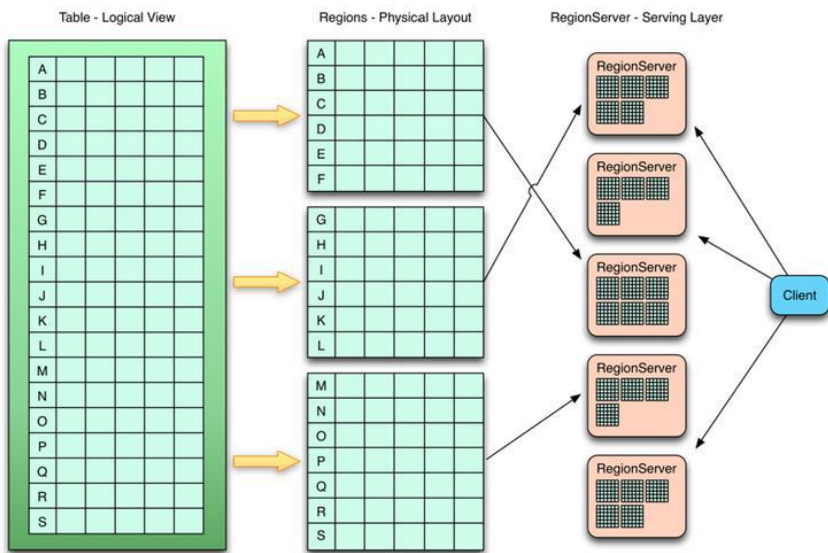 Table - Logical View
Regions - Physical Layout
RegionServer - Serving Layer
A
B
C
D
E
F
G
H
I
J
K
L
M
N
O
P
Q
R
S
A
B
C
D
E
F
G
H
I
J
K
L
M
N
O
P
Q
R
S
RegionServer
RegionServer
RegionServer
RegionServer
RegionServer
Client